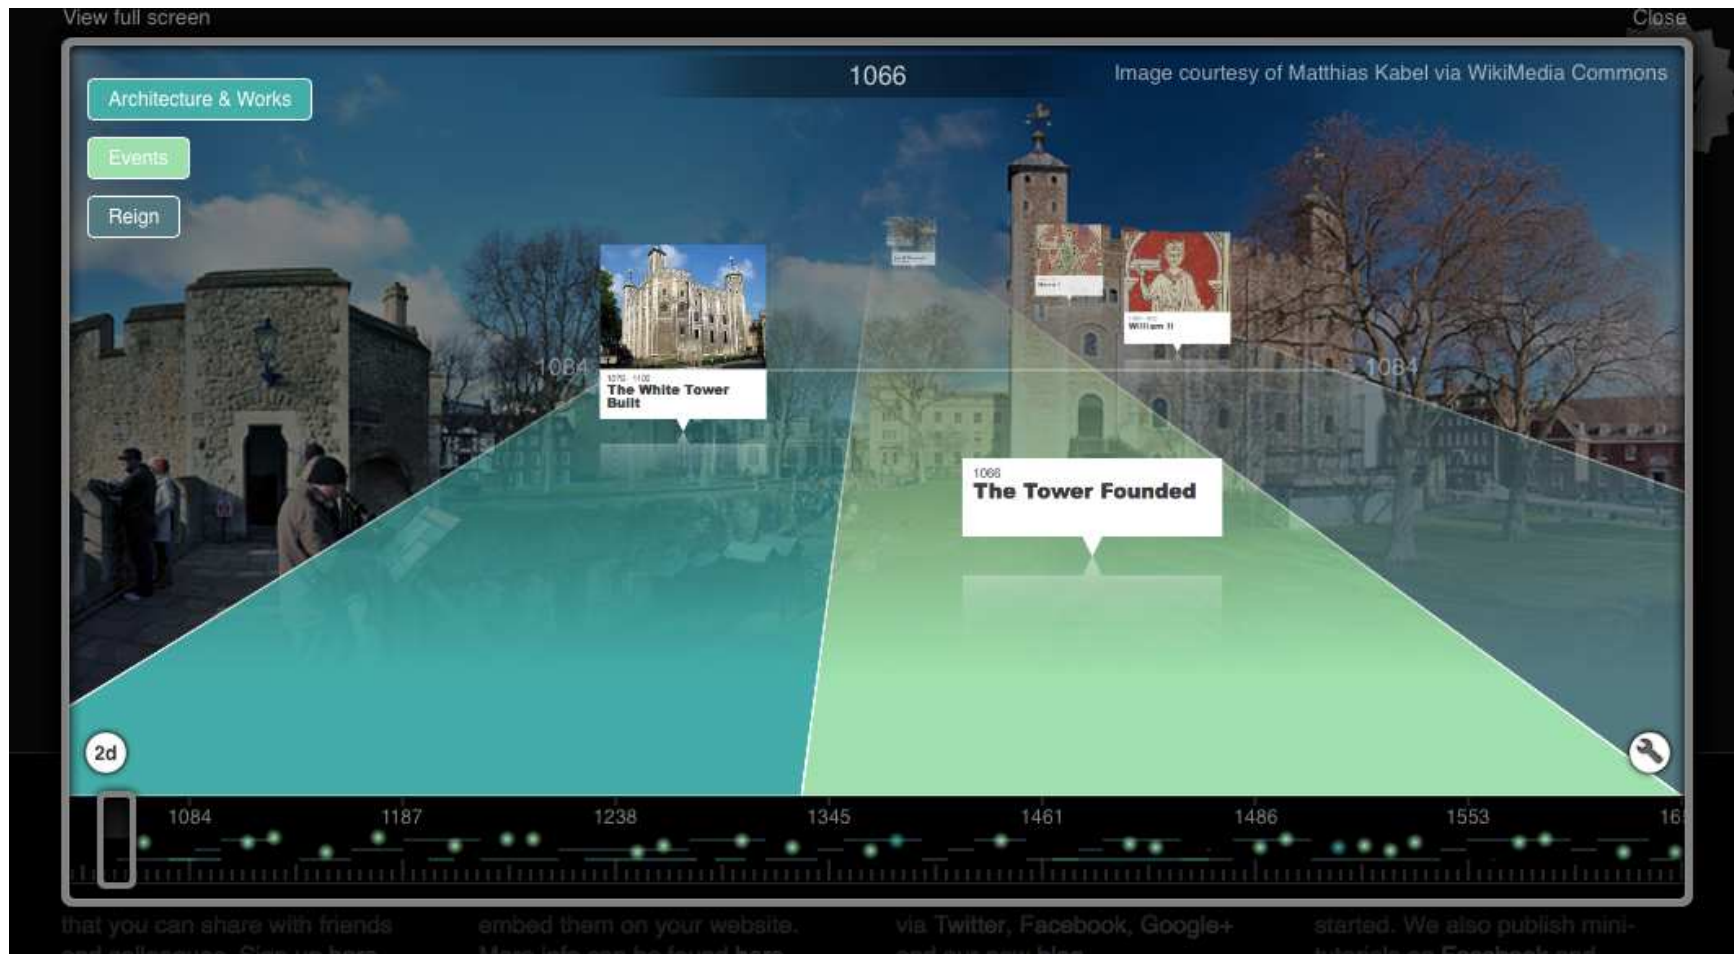 View full screen
Close
1066
Image courtesy of Matthias Kabel via WikiMedia Commons
Architecture & Works
Events
Reign
1084
1084
The White Tower
Built
William II
1066
The Tower Founded
2d
1084
1187
1238
1345
1461
1486
1553
that you can share with friends
embed them on your website.
via Twitter, Facebook, Google+
started. We also publish mini-